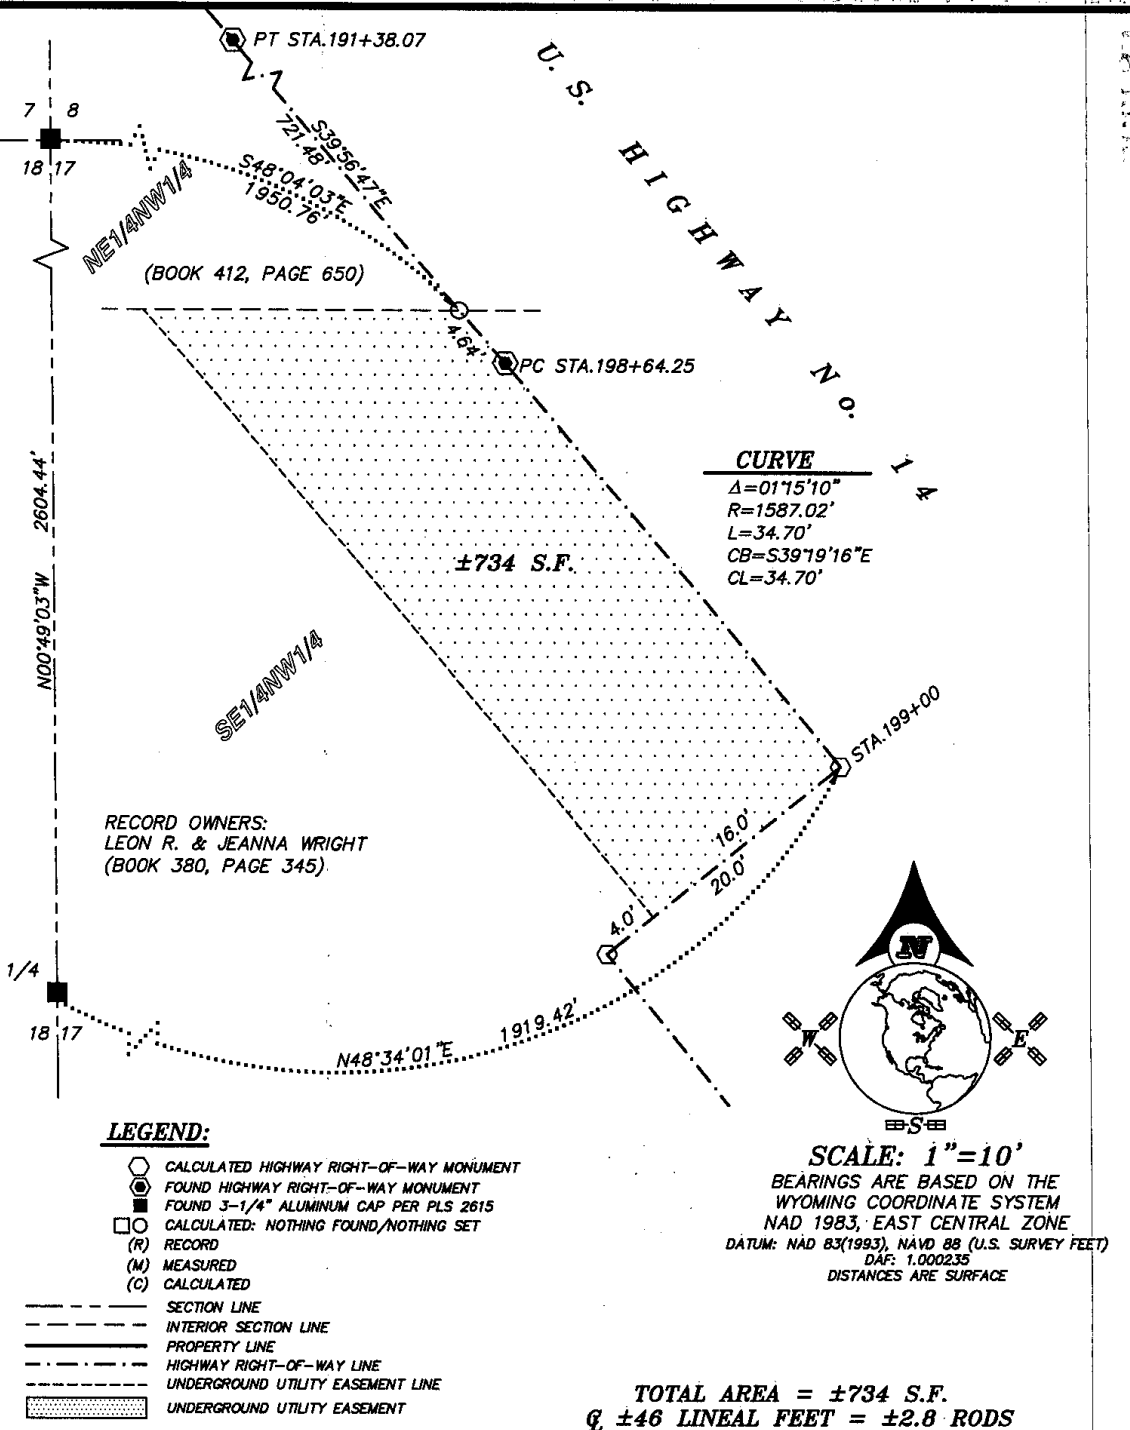 PT STA.191+38.07
U. S. HIGHWAY No. 14
7 8
18 17
S39°56'47"E
721.48'
S48°04'03"E
1950.76'
NE1/4NW1/4
(BOOK 412, PAGE 650)
4.64'
PC STA.198+64.25
CURVE
Δ=01°15'10"
R=1587.02'
L=34.70'
CB=S39°19'16"E
CL=34.70'
N00°49'03"W 2604.44'
±734 S.F.
SE1/4NW1/4
STA.199+00
RECORD OWNERS:
LEON R. & JEANNA WRIGHT
(BOOK 380, PAGE 345)
16.0'
20.0'
4.0'
1/4
18 17
N48°34'01"E 1919.42'
N
W E
S
LEGEND:
CALCULATED HIGHWAY RIGHT-OF-WAY MONUMENT
FOUND HIGHWAY RIGHT-OF-WAY MONUMENT
FOUND 3-1/4" ALUMINUM CAP PER PLS 2615
CALCULATED: NOTHING FOUND/NOTHING SET
(R) RECORD
(M) MEASURED
(C) CALCULATED
SECTION LINE
INTERIOR SECTION LINE
PROPERTY LINE
HIGHWAY RIGHT-OF-WAY LINE
UNDERGROUND UTILITY EASEMENT LINE
UNDERGROUND UTILITY EASEMENT
SCALE: 1"=10'
BEARINGS ARE BASED ON THE
WYOMING COORDINATE SYSTEM
NAD 1983, EAST CENTRAL ZONE
DATUM: NAD 83(1993), NAVD 88 (U.S. SURVEY FEET)
DAF: 1.000235
DISTANCES ARE SURFACE
TOTAL AREA = ±734 S.F.
℄ ±46 LINEAL FEET = ±2.8 RODS